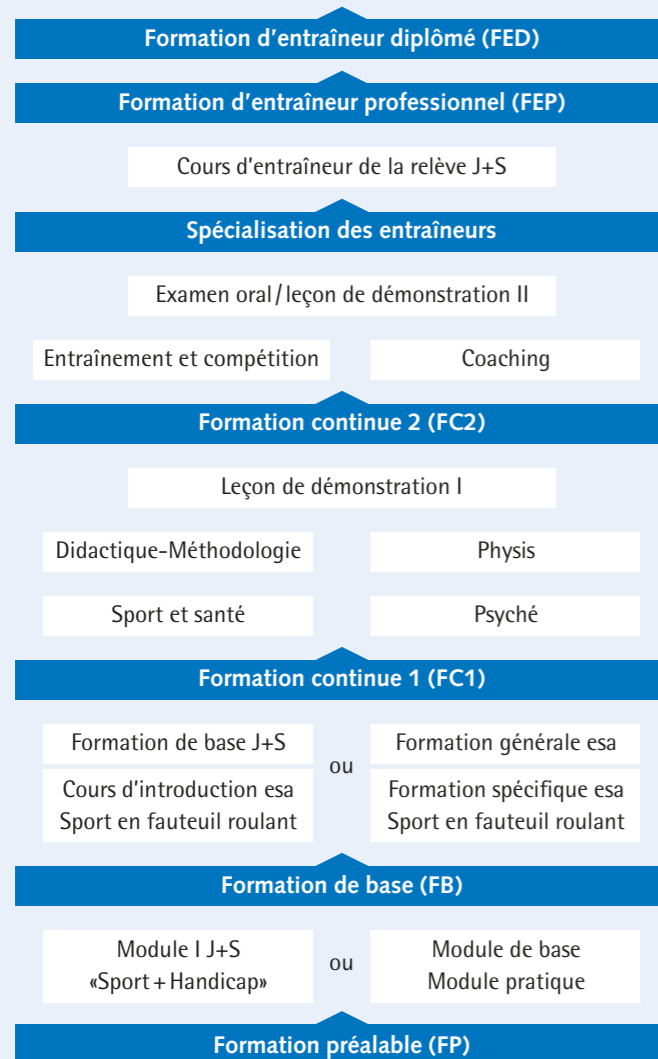 Formation d'entraîneur diplômé (FED)
Formation d'entraîneur professionnel (FEP)
Cours d'entraîneur de la relève J+S
Spécialisation des entraîneurs
Examen oral/leçon de démonstration II
Entraînement et compétition
Coaching
Formation continue 2 (FC2)
Leçon de démonstration I
Didactique-Méthodologie
Physis
Sport et santé
Psyché
Formation continue 1 (FC1)
Formation de base J+S
Cours d'introduction esa
Sport en fauteuil roulant
ou
Formation générale esa
Formation spécifique esa
Sport en fauteuil roulant
Formation de base (FB)
Module I J+S
«Sport+Handicap»
ou
Module de base
Module pratique
Formation préalable (FP)